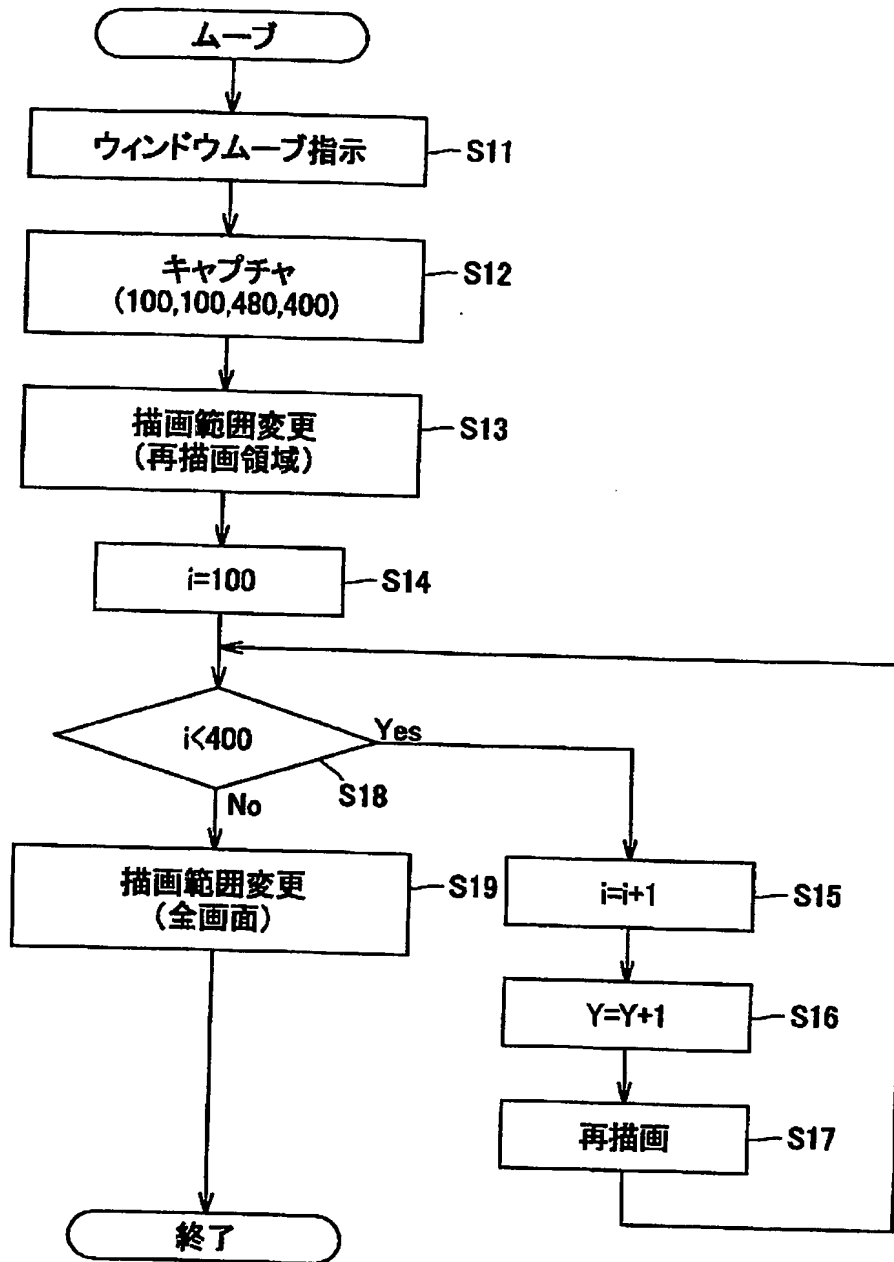 ムーブ
ウィンドウムーブ指示
S11
キャプチャ
(100,100,480,400)
S12
描画範囲変更
(再描画領域)
S13
i=100
S14
i<400
Yes
S18
No
描画範囲変更
(全画面)
S19
i=i+1
S15
Y=Y+1
S16
再描画
S17
終了